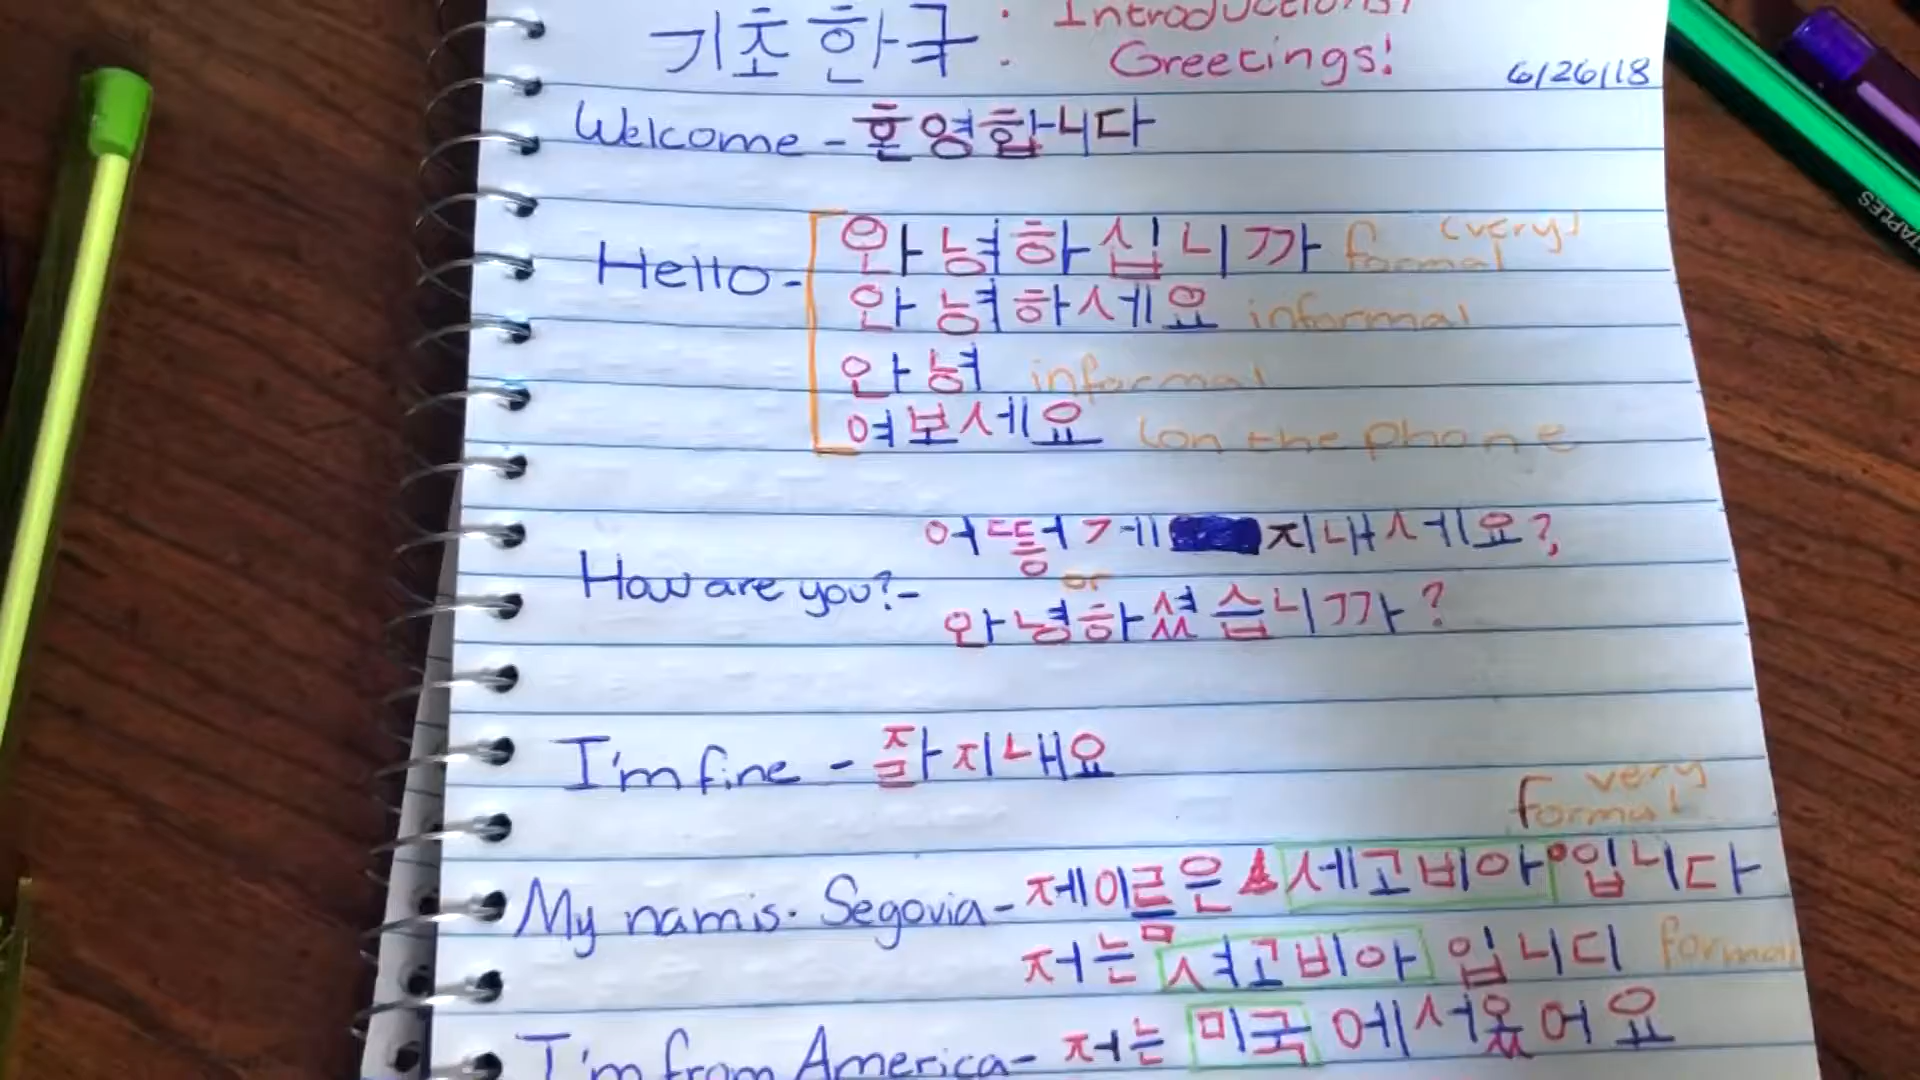 기초한국: Introductions!
Greetings!
6/26/18
Welcome - 혼영합니다
Hello - 안녕하십니까 (very) formal
안녕하세요 informal
안녕 informal
여보세요 (on the phone
어떻게 지내세요?
How are you? - or
안녕하셨습니까?
I'm fine - 잘 지내요
very formal
My nam is. Segovia - 제이르은 세고비아 입니다
저는 셔고비아 입니디 formal
I'm from America - 저는 미국에서 왔어요
STAPLES